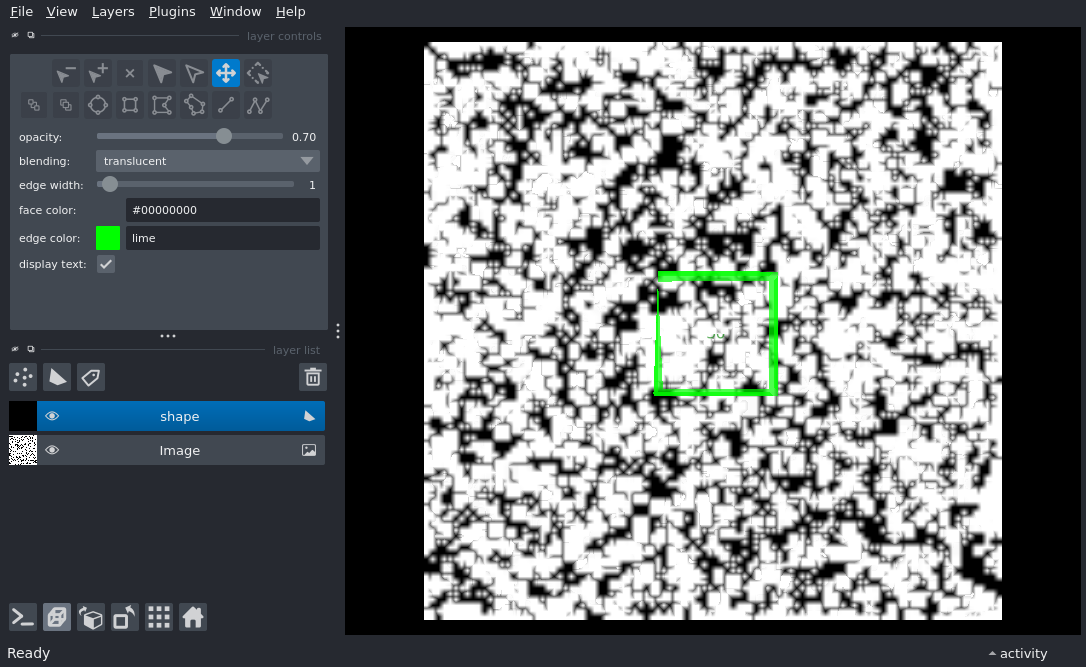 File View Layers Plugins Window Help
layer controls
opacity: 0.70
blending: translucent
edge width: 1
face color: #00000000
edge color: lime
display text:
layer list
shape
Image
Ready
activity